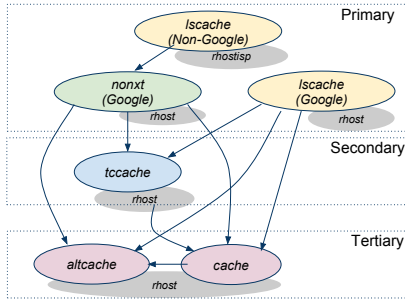 Primary
lscache
(Non-Google)
rhostisp
nonxt
(Google)
rhost
lscache
(Google)
rhost
Secondary
tccache
rhost
Tertiary
altcache
cache
rhost